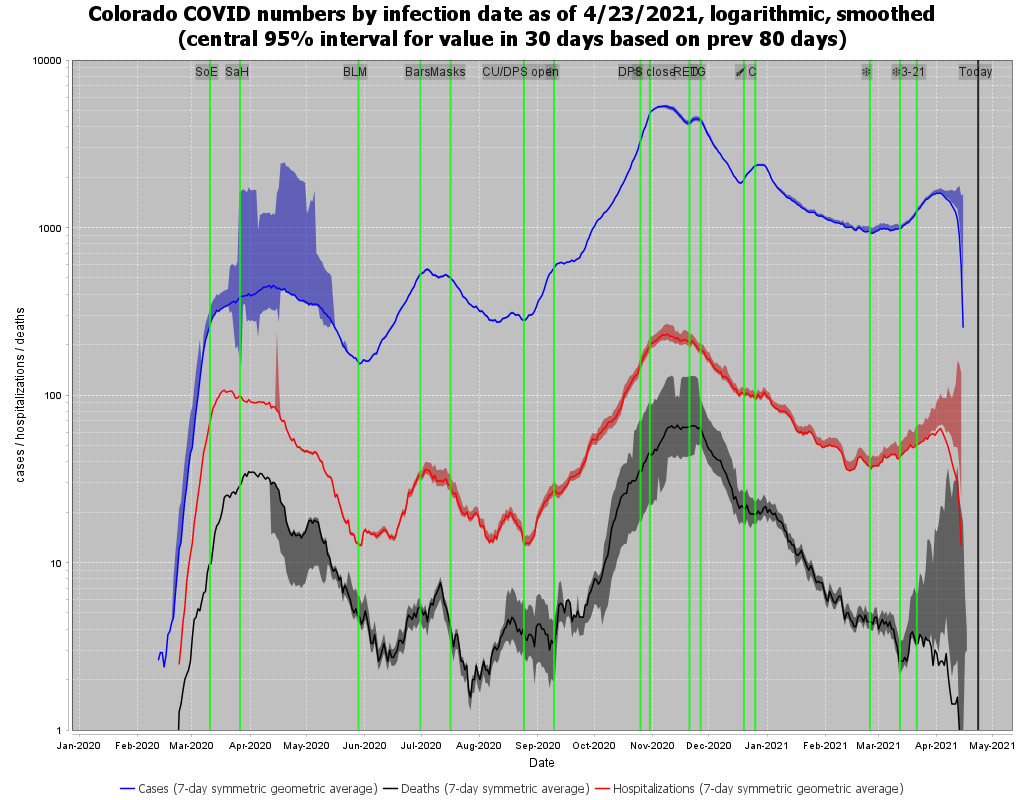 Colorado COVID numbers by infection date as of 4/23/2021, logarithmic, smoothed
(central 95% interval for value in 30 days based on prev 80 days)
10000
1000
100
10
1
cases / hospitalizations / deaths
SoE SaH BLM Bars Masks CU/DPS open DPS close RED TG ✔ C ❄ ❄ 3-21 Today
Jan-2020 Feb-2020 Mar-2020 Apr-2020 May-2020 Jun-2020 Jul-2020 Aug-2020 Sep-2020 Oct-2020 Nov-2020 Dec-2020 Jan-2021 Feb-2021 Mar-2021 Apr-2021 May-2021
Date
Cases (7-day symmetric geometric average) Deaths (7-day symmetric geometric average) Hospitalizations (7-day symmetric geometric average)